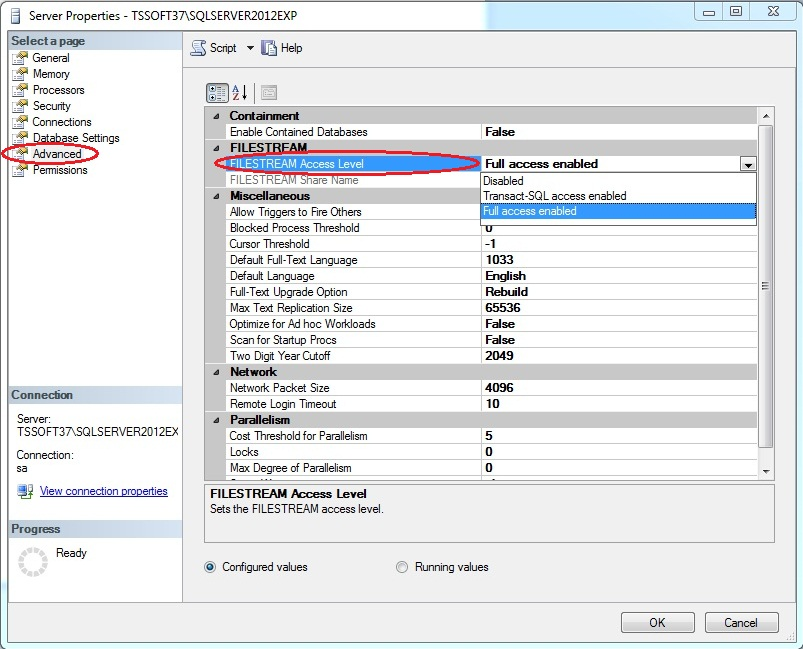 Server Properties - TSSOFT37\SQLSERVER2012EXP
Select a page
General
Memory
Processors
Security
Connections
Database Settings
Advanced
Permissions
Connection
Server:
TSSOFT37\SQLSERVER2012EX
Connection:
sa
View connection properties
Progress
Ready
Script Help
A
Z
Containment
Enable Contained Databases False
FILESTREAM
FILESTREAM Access Level Full access enabled
FILESTREAM Share Name
Disabled
Transact-SQL access enabled
Full access enabled
Miscellaneous
Allow Triggers to Fire Others
Blocked Process Threshold 0
Cursor Threshold -1
Default Full-Text Language 1033
Default Language English
Full-Text Upgrade Option Rebuild
Max Text Replication Size 65536
Optimize for Ad hoc Workloads False
Scan for Startup Procs False
Two Digit Year Cutoff 2049
Network
Network Packet Size 4096
Remote Login Timeout 10
Parallelism
Cost Threshold for Parallelism 5
Locks 0
Max Degree of Parallelism 0
FILESTREAM Access Level
Sets the FILESTREAM access level.
Configured values Running values
OK Cancel